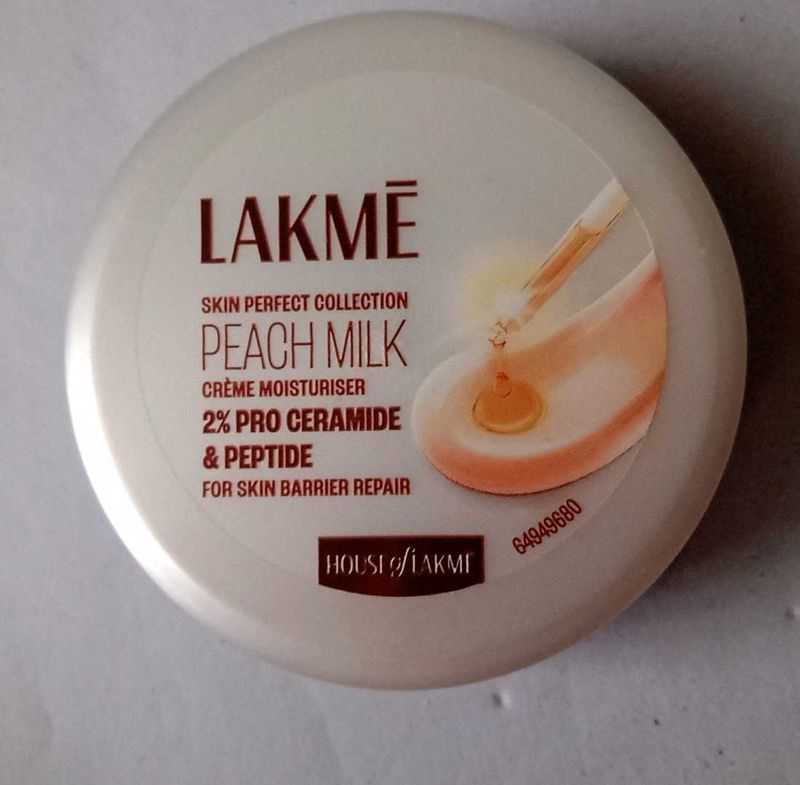 LAKMĒ
SKIN PERFECT COLLECTION
PEACH MILK
CRÈME MOISTURISER
2% PRO CERAMIDE
& PEPTIDE
FOR SKIN BARRIER REPAIR
64949680
HOUSE of LAKMĒ